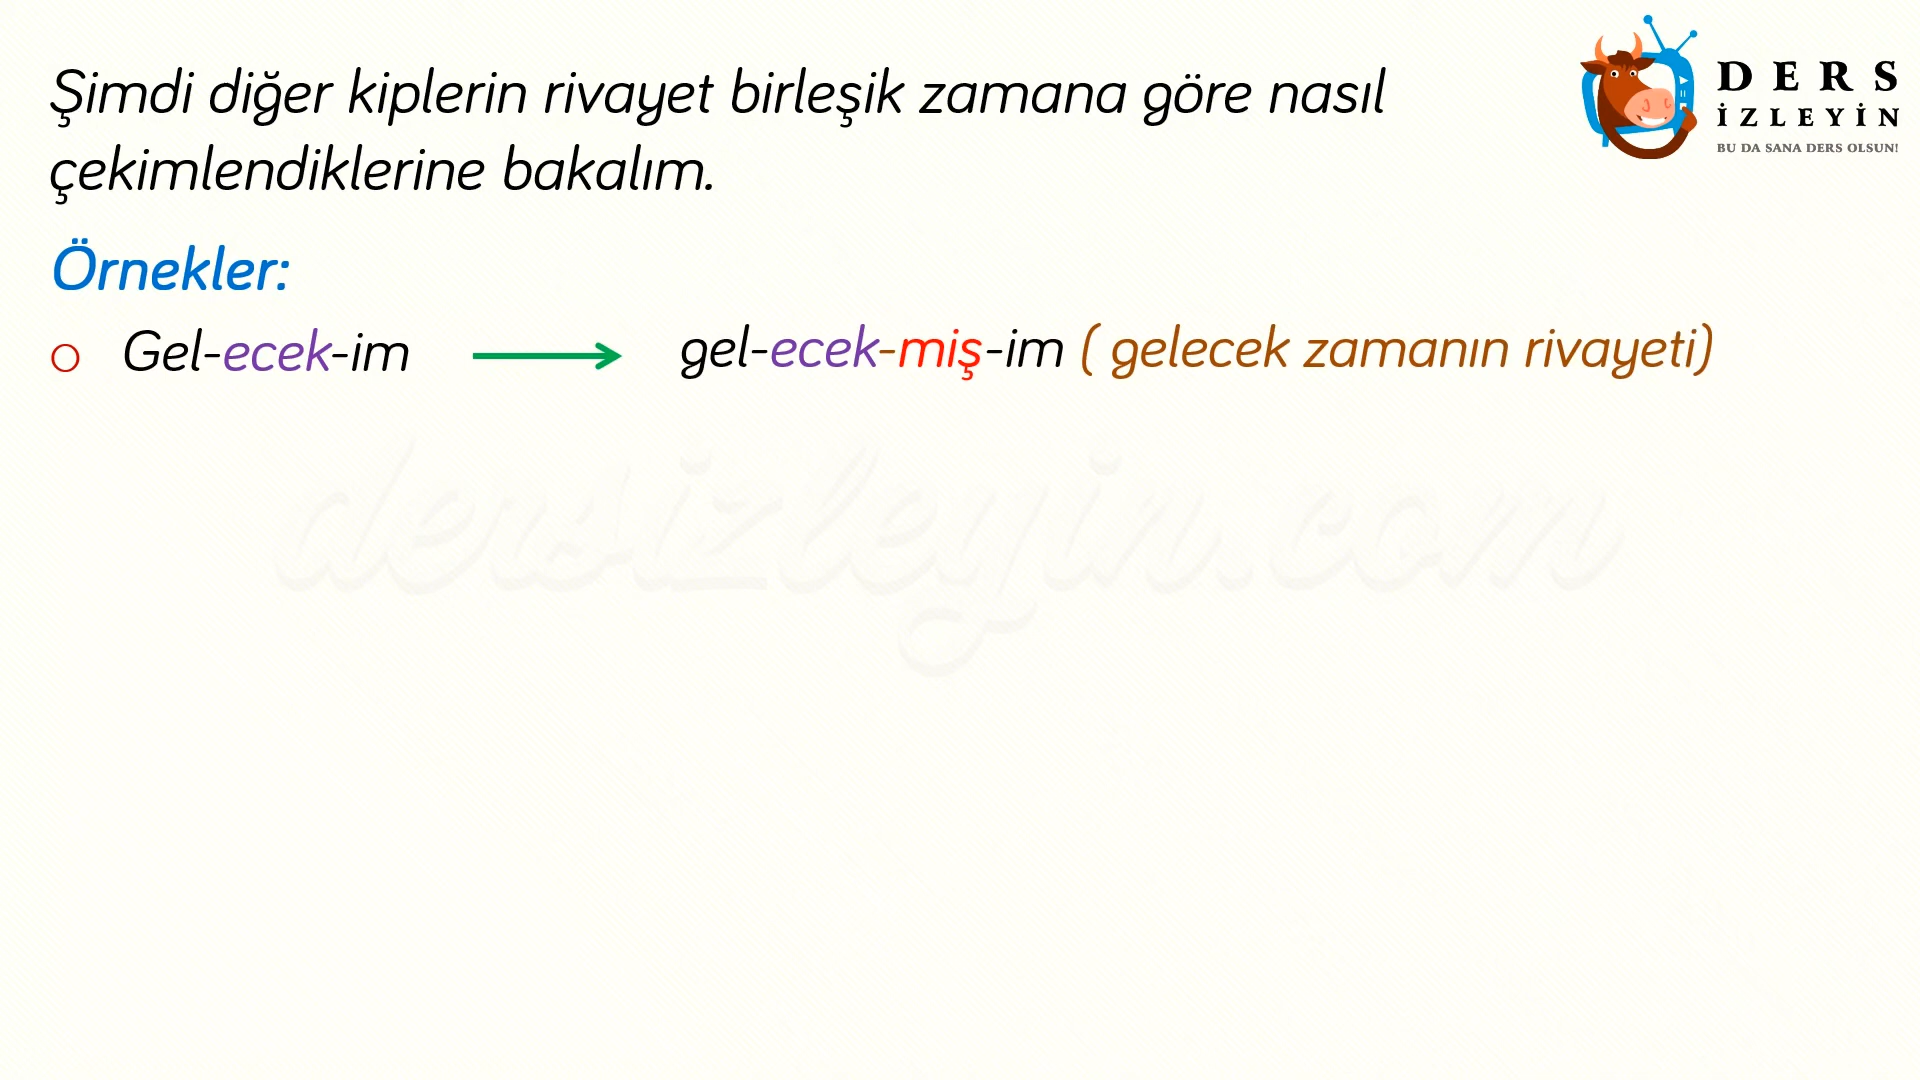 Şimdi diğer kiplerin rivayet birleşik zamana göre nasıl
çekimlendiklerine bakalım.
Örnekler:
Gel-ecek-im gel-ecek-miş-im ( gelecek zamanın rivayeti)
DERS
İZLEYİN
BU DA SANA DERS OLSUN!
dersizleyin.com